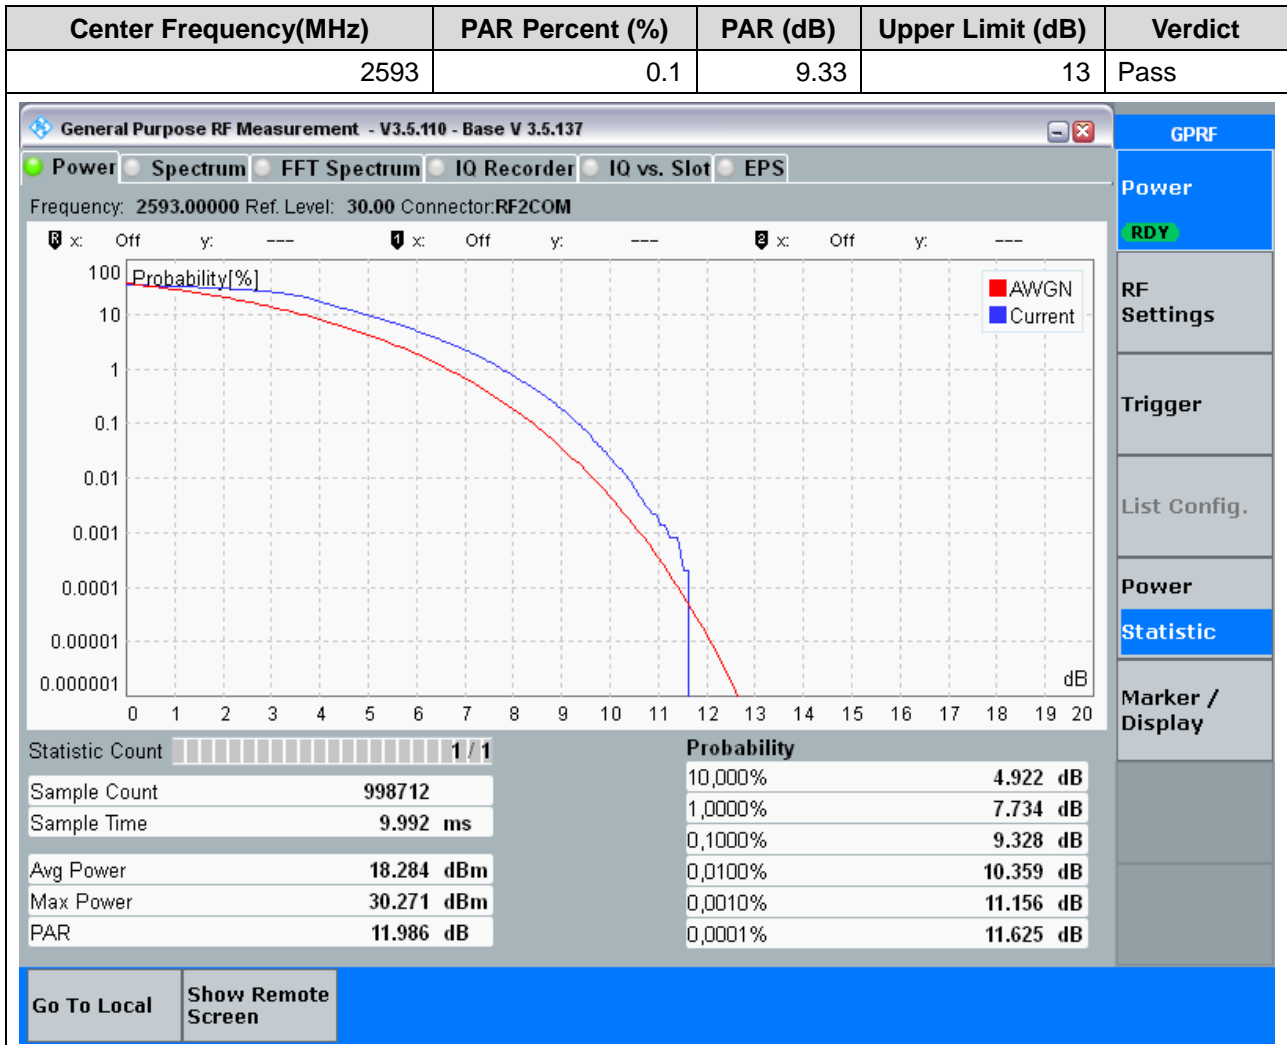 Center Frequency(MHz) PAR Percent (%) PAR (dB) Upper Limit (dB) Verdict
2593 0.1 9.33 13 Pass
General Purpose RF Measurement - V3.5.110 - Base V 3.5.137
GPRF
Power Spectrum FFT Spectrum IQ Recorder IQ vs. Slot EPS
Frequency: 2593.00000 Ref. Level: 30.00 Connector:RF2COM
R x: Off y: --- 1 x: Off y: --- 2 x: Off y: ---
Probability[%]
AWGN
Current
100
10
1
0.1
0.01
0.001
0.0001
0.00001
0.000001
dB
0 1 2 3 4 5 6 7 8 9 10 11 12 13 14 15 16 17 18 19 20
Statistic Count 1 / 1
Sample Count 998712
Sample Time 9.992 ms
Avg Power 18.284 dBm
Max Power 30.271 dBm
PAR 11.986 dB
Probability
10,000% 4.922 dB
1,0000% 7.734 dB
0,1000% 9.328 dB
0,0100% 10.359 dB
0,0010% 11.156 dB
0,0001% 11.625 dB
Power
RDY
RF
Settings
Trigger
List Config.
Power
Statistic
Marker /
Display
Go To Local
Show Remote
Screen